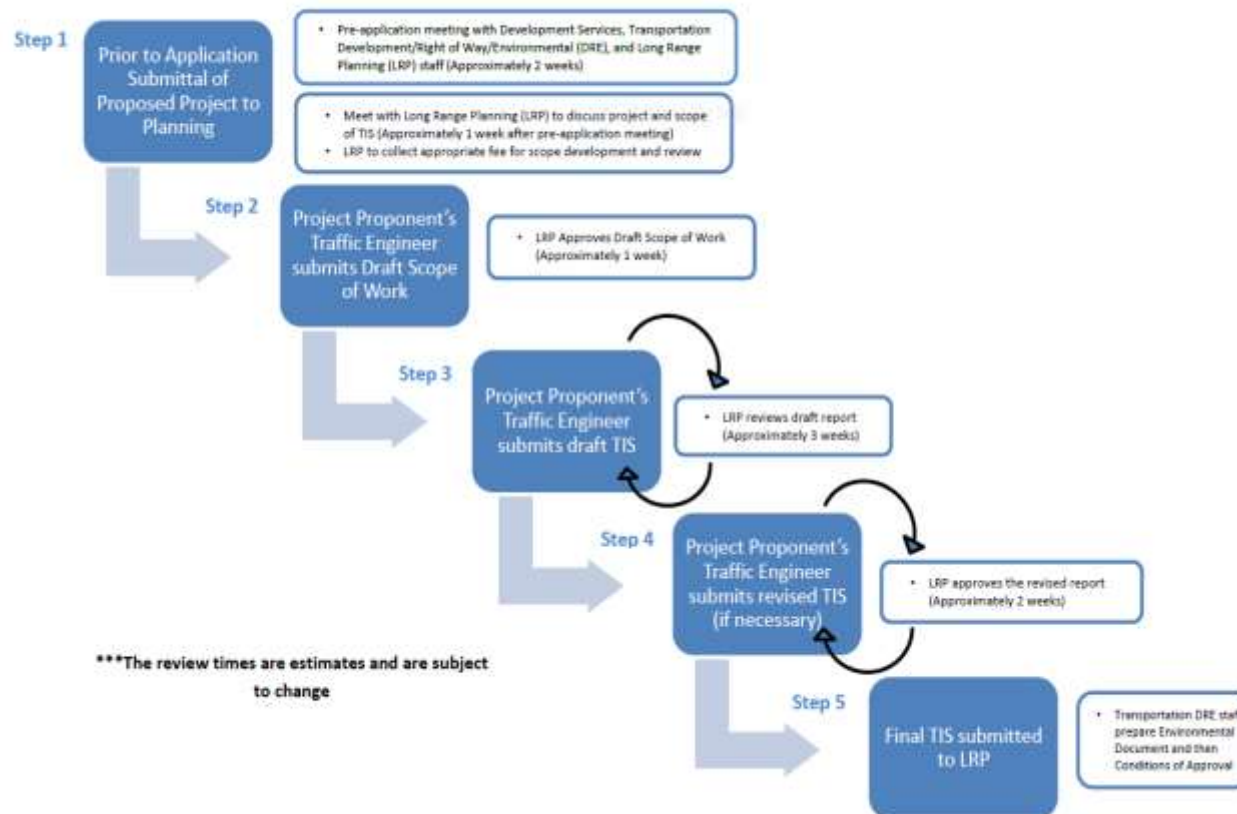 Step 1
Prior to Application
Submittal of
Proposed Project to
Planning
• Pre-application meeting with Development Services, Transportation
Development/Right of Way/Environmental (DRE), and Long Range
Planning (LRP) staff (Approximately 2 weeks)
• Meet with Long Range Planning (LRP) to discuss project and scope
of TIS (Approximately 1 week after pre-application meeting)
• LRP to collect appropriate fee for scope development and review
Step 2
Project Proponent's
Traffic Engineer
submits Draft Scope
of Work
• LRP Approves Draft Scope of Work
(Approximately 1 week)
Step 3
Project Proponent's
Traffic Engineer
submits draft TIS
• LRP reviews draft report
(Approximately 3 weeks)
Step 4
Project Proponent's
Traffic Engineer
submits revised TIS
(if necessary)
• LRP approves the revised report
(Approximately 2 weeks)
***The review times are estimates and are subject
to change
Step 5
Final TIS submitted
to LRP
• Transportation DRE staf
prepare Environmental
Document and then
Conditions of Approval